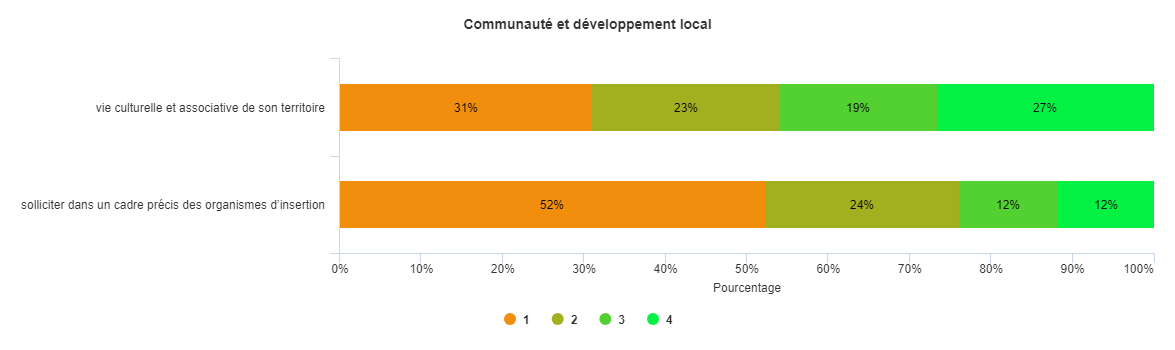 Communauté et développement local
vie culturelle et associative de son territoire
31% 23% 19% 27%
solliciter dans un cadre précis des organismes d’insertion
52% 24% 12% 12%
0% 10% 20% 30% 40% 50% 60% 70% 80% 90% 100%
Pourcentage
1 2 3 4